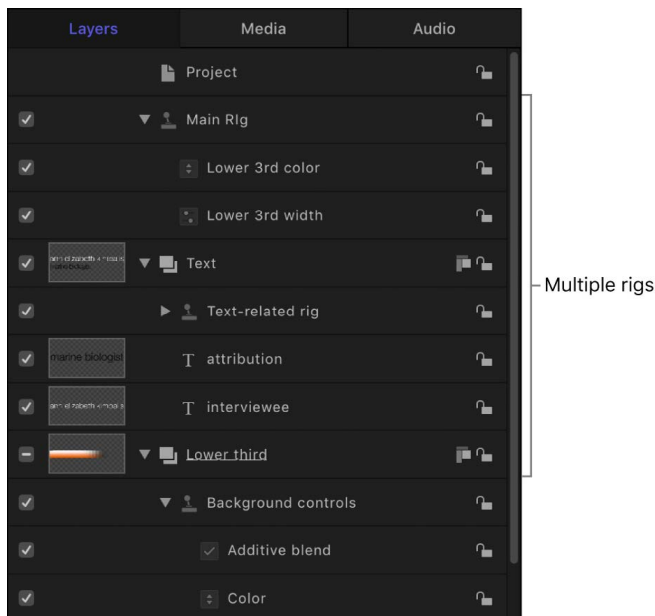 Layers Media Audio
Project
Main RIg
Lower 3rd color
Lower 3rd width
Text
Text-related rig
marine biologist
T attribution
T interviewee
Lower third
Background controls
Additive blend
Color
Multiple rigs